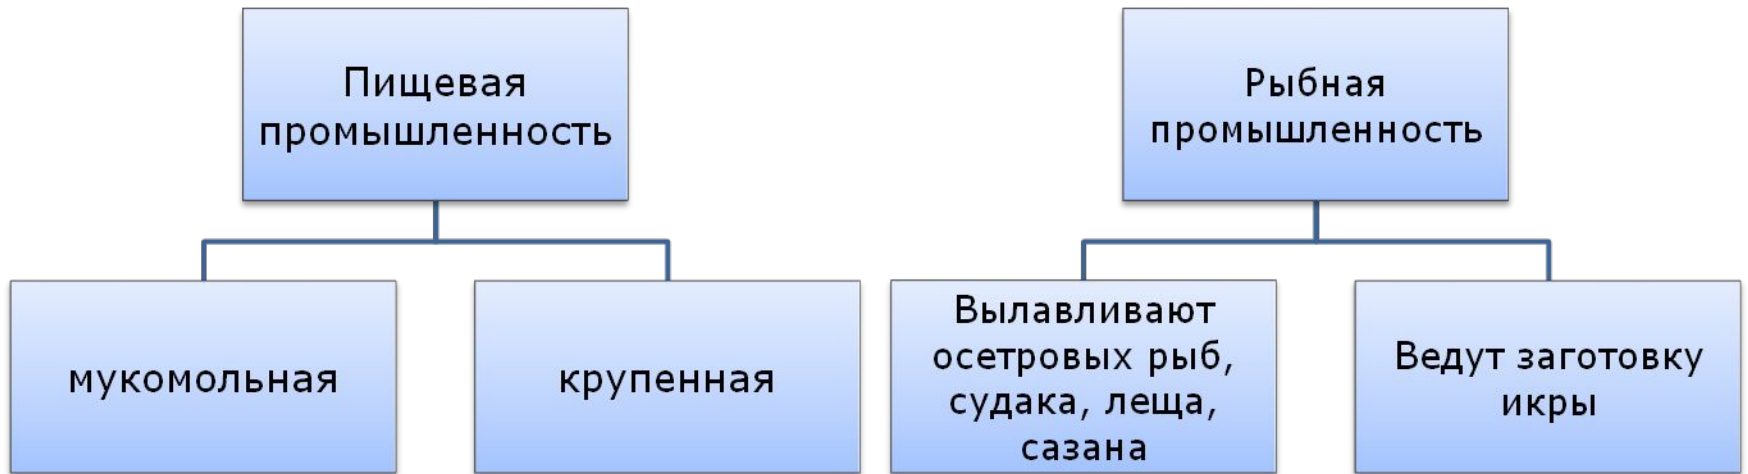 Пищевая
промышленность
Рыбная
промышленность
мукомольная
крупенная
Вылавливают
осетровых рыб,
судака, леща,
сазана
Ведут заготовку
икры